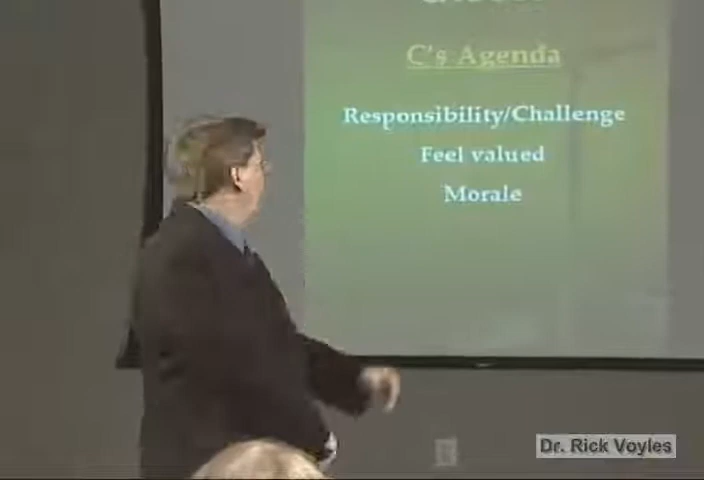 C's Agenda
Responsibility/Challenge
Feel valued
Morale
Dr. Rick Voyles